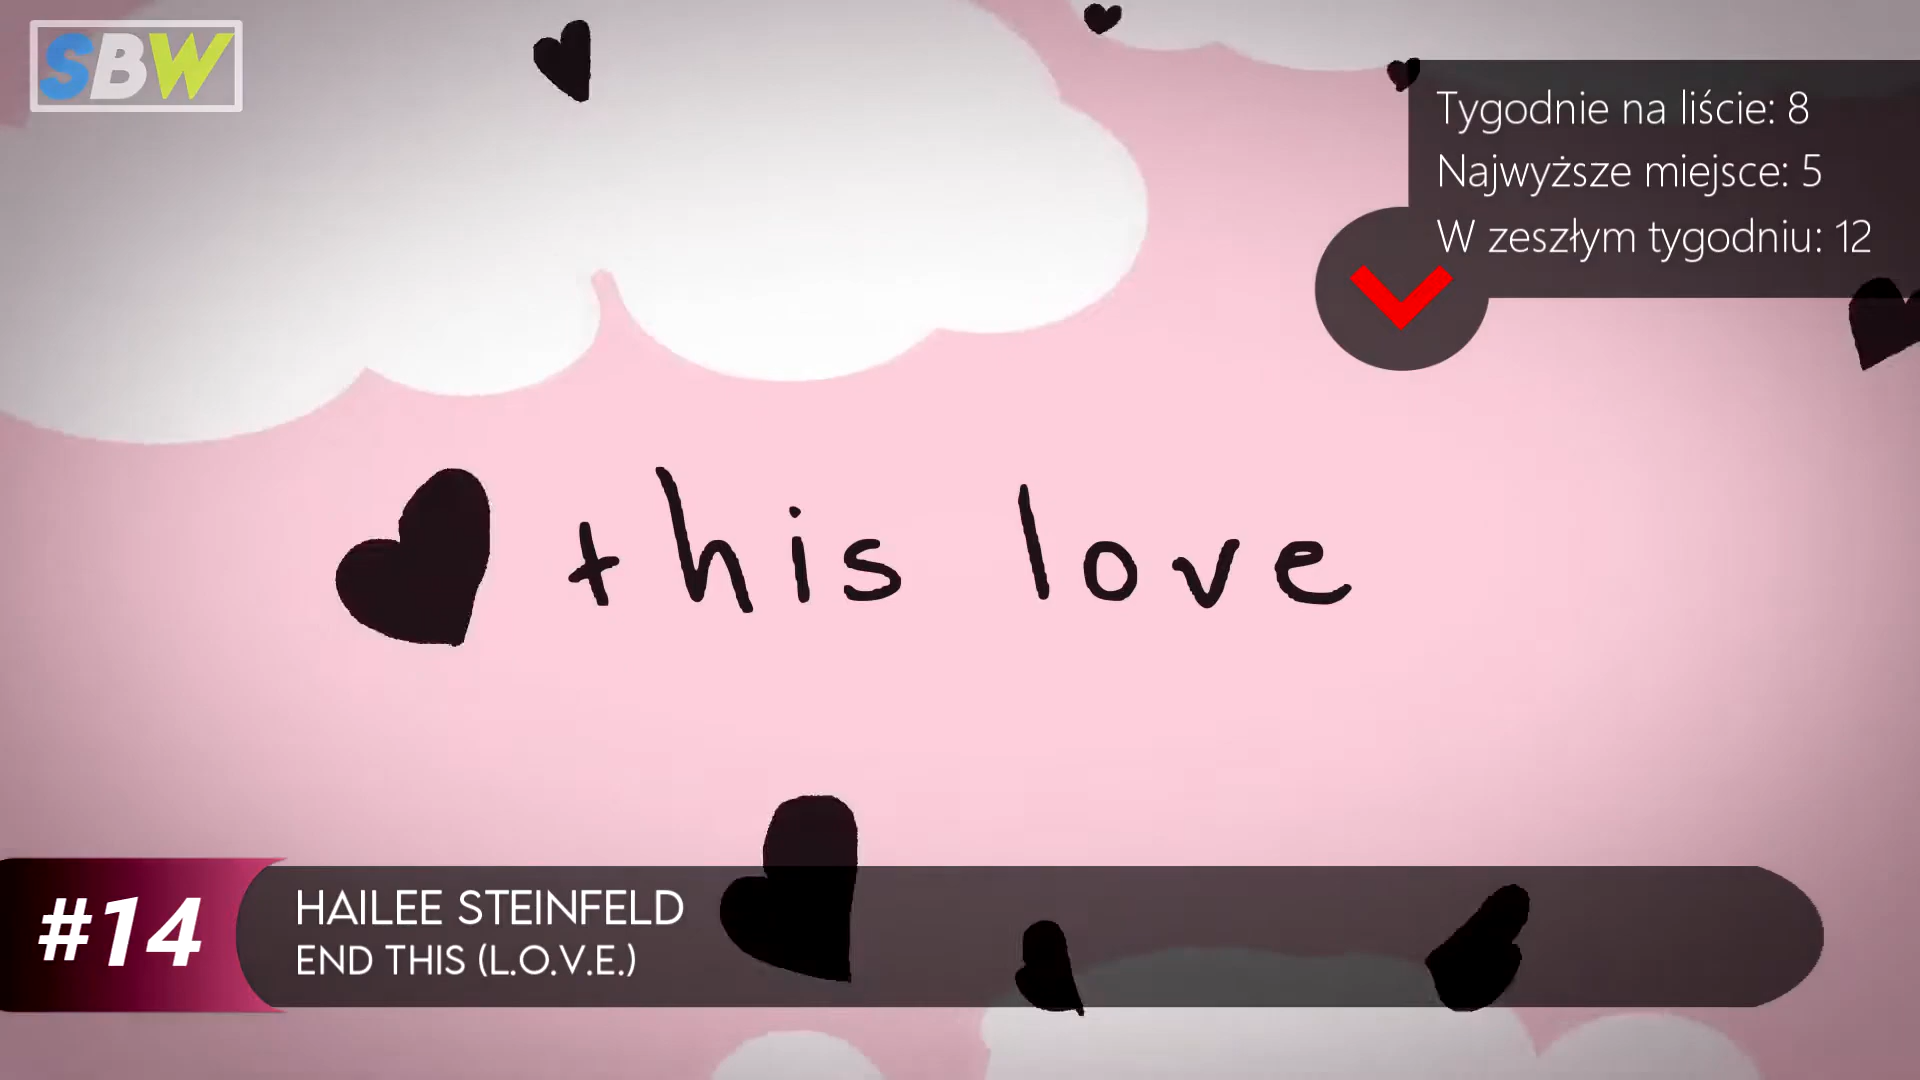 SBW
Tygodnie na liście: 8
Najwyższe miejsce: 5
W zeszłym tygodniu: 12
this love
#14
HAILEE STEINFELD
END THIS (L.O.V.E.)